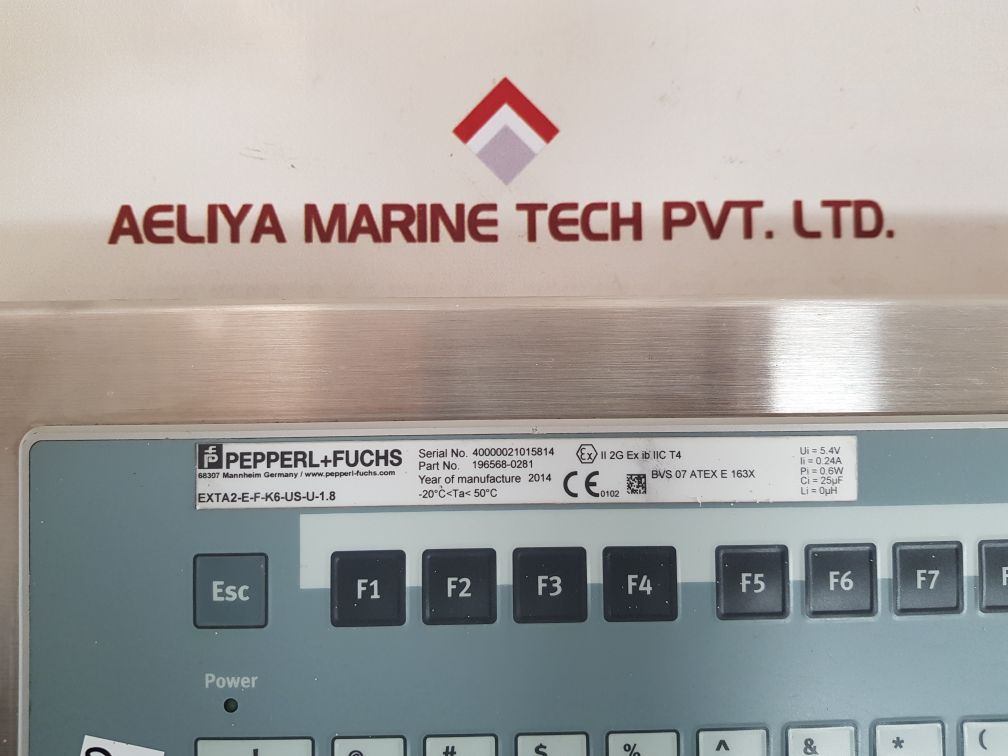 AELIYA MARINE TECH PVT. LTD.
PEPPERL+FUCHS
68307 Mannheim Germany / www.pepperl-fuchs.com
EXTA2-E-F-K6-US-U-1.8
Serial No. 40000021015814
Part No. 196568-0281
Year of manufacture 2014
-20°C<Ta< 50°C
Ex II 2G Ex ib IIC T4
CE 0102
BVS 07 ATEX E 163X
Ui = 5.4V
Ii = 0.24A
Pi = 0.6W
Ci = 25µF
Li = 0µH
Esc F1 F2 F3 F4 F5 F6 F7
Power
! @ # $ % ^ & * (